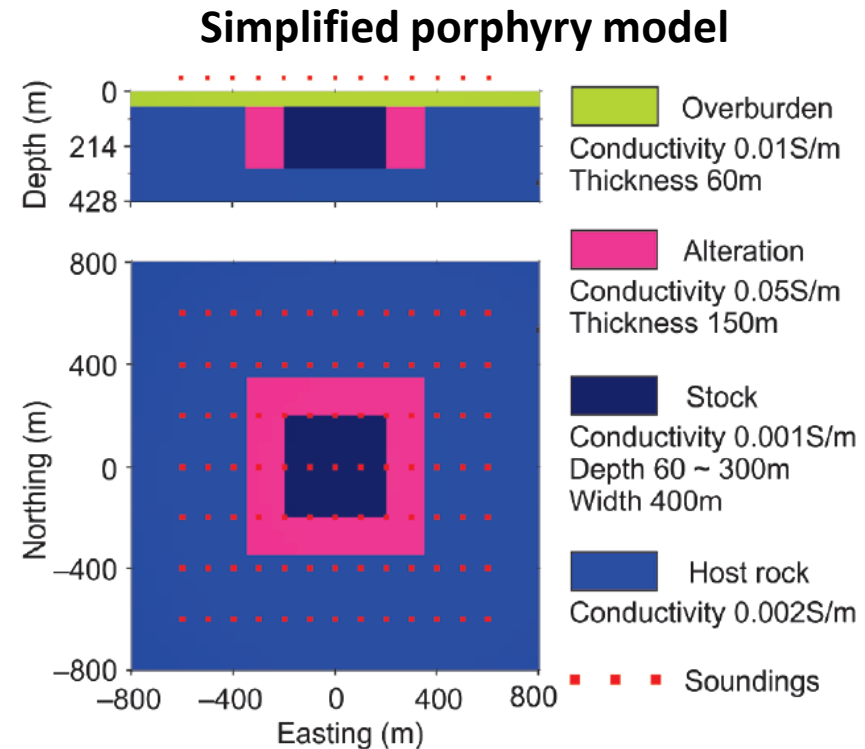 Simplified porphyry model
Depth (m)
0
214
428
Northing (m)
800
400
0
–400
–800
–800
–400
0
400
800
Easting (m)
Overburden
Conductivity 0.01S/m
Thickness 60m
Alteration
Conductivity 0.05S/m
Thickness 150m
Stock
Conductivity 0.001S/m
Depth 60 ~ 300m
Width 400m
Host rock
Conductivity 0.002S/m
Soundings